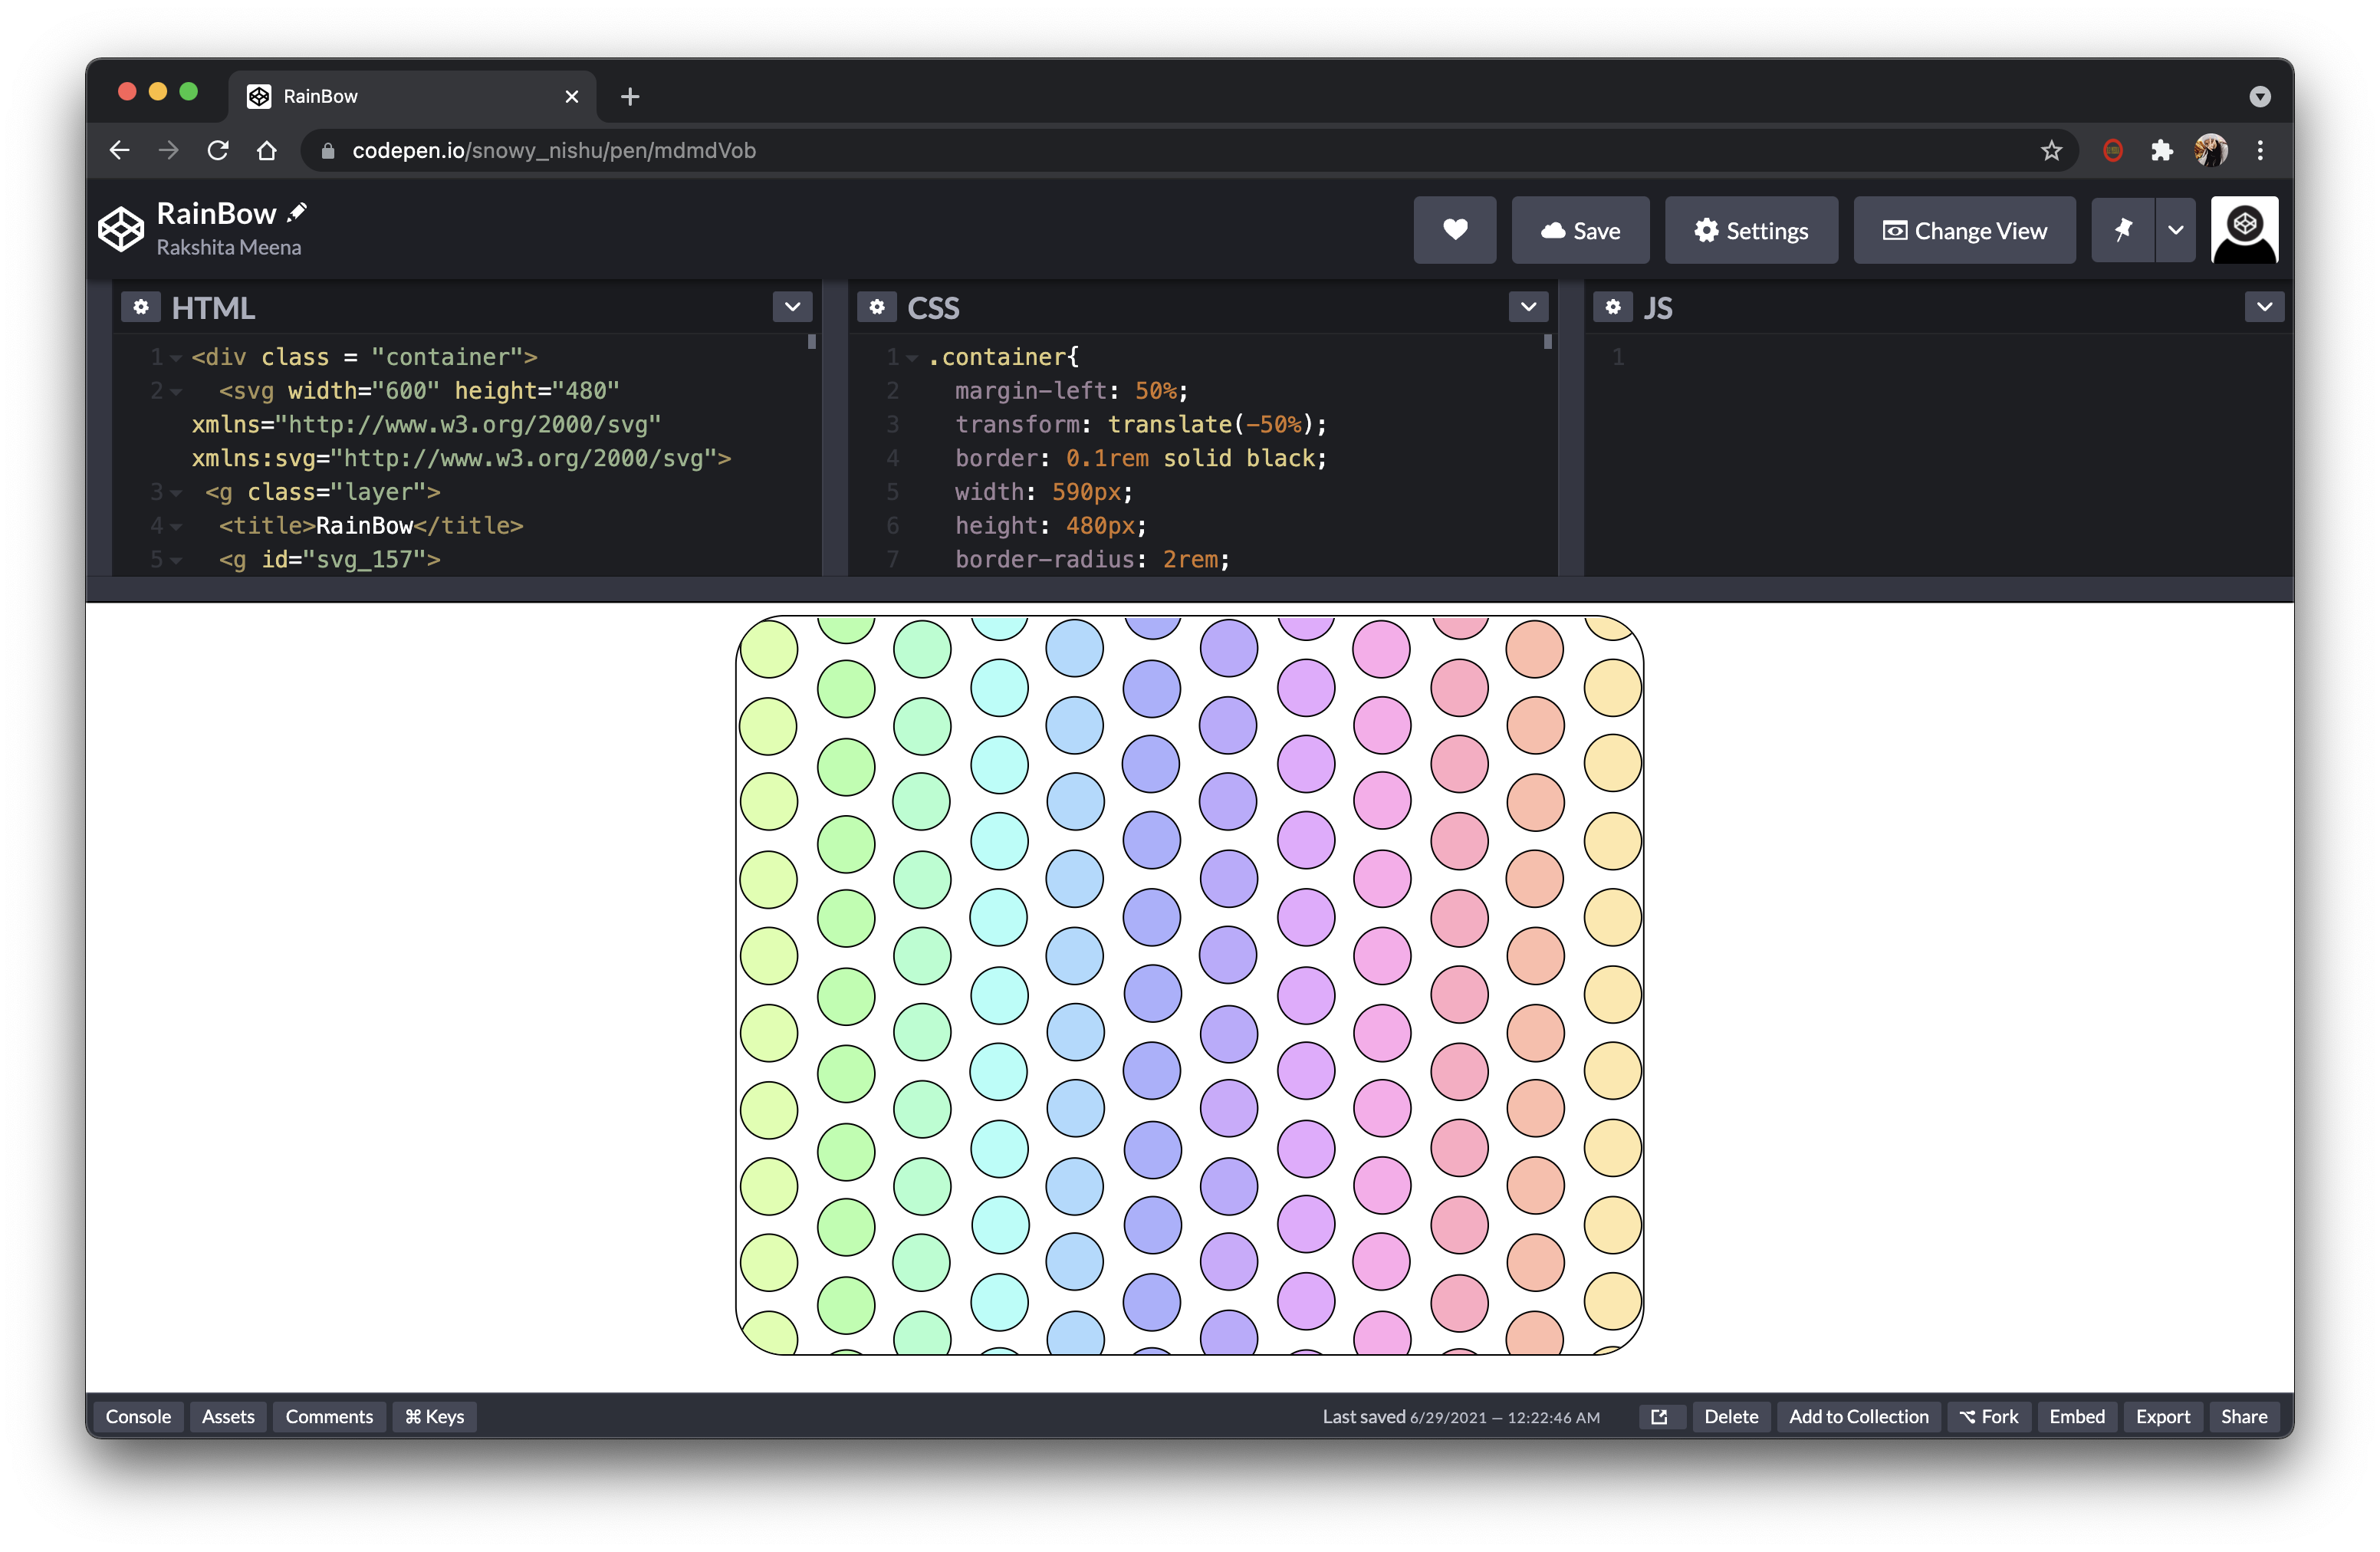 RainBow
codepen.io/snowy_nishu/pen/mdmdVob
RainBow
Rakshita Meena
Save
Settings
Change View
HTML
1 <div class = "container">
2 <svg width="600" height="480"
xmlns="http://www.w3.org/2000/svg"
xmlns:svg="http://www.w3.org/2000/svg">
3 <g class="layer">
4 <title>RainBow</title>
5 <g id="svg_157">
CSS
1 .container{
2 margin-left: 50%;
3 transform: translate(-50%);
4 border: 0.1rem solid black;
5 width: 590px;
6 height: 480px;
7 border-radius: 2rem;
JS
1
Console
Assets
Comments
⌘ Keys
Last saved 6/29/2021 — 12:22:46 AM
Delete
Add to Collection
Fork
Embed
Export
Share